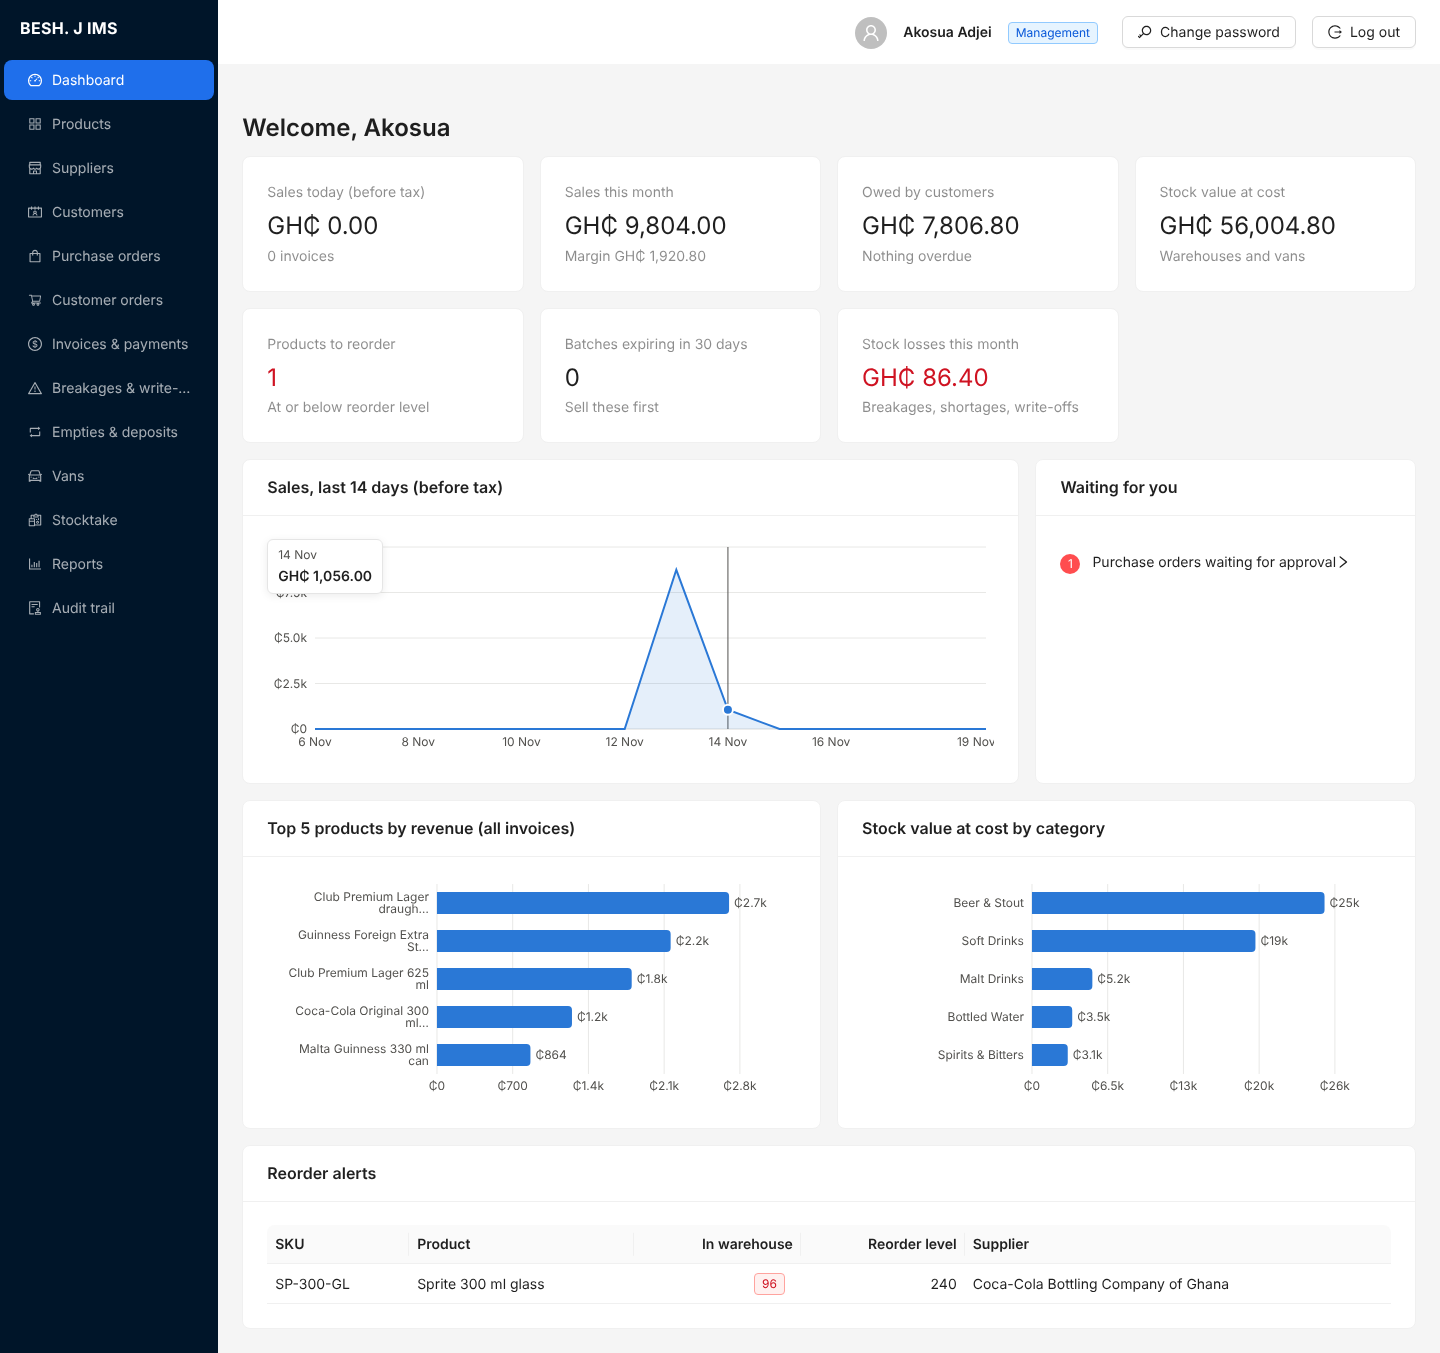 BESH. J IMS
Dashboard
Products
Suppliers
Customers
Purchase orders
Customer orders
Invoices & payments
Breakages & write-...
Empties & deposits
Vans
Stocktake
Reports
Audit trail
Akosua Adjei
Management
Change password
Log out
Welcome, Akosua
Sales today (before tax)
GH₵ 0.00
0 invoices
Sales this month
GH₵ 9,804.00
Margin GH₵ 1,920.80
Owed by customers
GH₵ 7,806.80
Nothing overdue
Stock value at cost
GH₵ 56,004.80
Warehouses and vans
Products to reorder
1
At or below reorder level
Batches expiring in 30 days
0
Sell these first
Stock losses this month
GH₵ 86.40
Breakages, shortages, write-offs
Sales, last 14 days (before tax)
14 Nov
GH₵ 1,056.00
₵5.0k
₵2.5k
₵0
6 Nov 8 Nov 10 Nov 12 Nov 14 Nov 16 Nov 19 Nov
Waiting for you
1 Purchase orders waiting for approval
Top 5 products by revenue (all invoices)
Club Premium Lager
draugh...
₵2.7k
Guinness Foreign Extra
St...
₵2.2k
Club Premium Lager 625
ml
₵1.8k
Coca-Cola Original 300
ml...
₵1.2k
Malta Guinness 330 ml
can
₵864
₵0 ₵700 ₵1.4k ₵2.1k ₵2.8k
Stock value at cost by category
Beer & Stout ₵25k
Soft Drinks ₵19k
Malt Drinks ₵5.2k
Bottled Water ₵3.5k
Spirits & Bitters ₵3.1k
₵0 ₵6.5k ₵13k ₵20k ₵26k
Reorder alerts
SKU Product In warehouse Reorder level Supplier
SP-300-GL Sprite 300 ml glass 96 240 Coca-Cola Bottling Company of Ghana